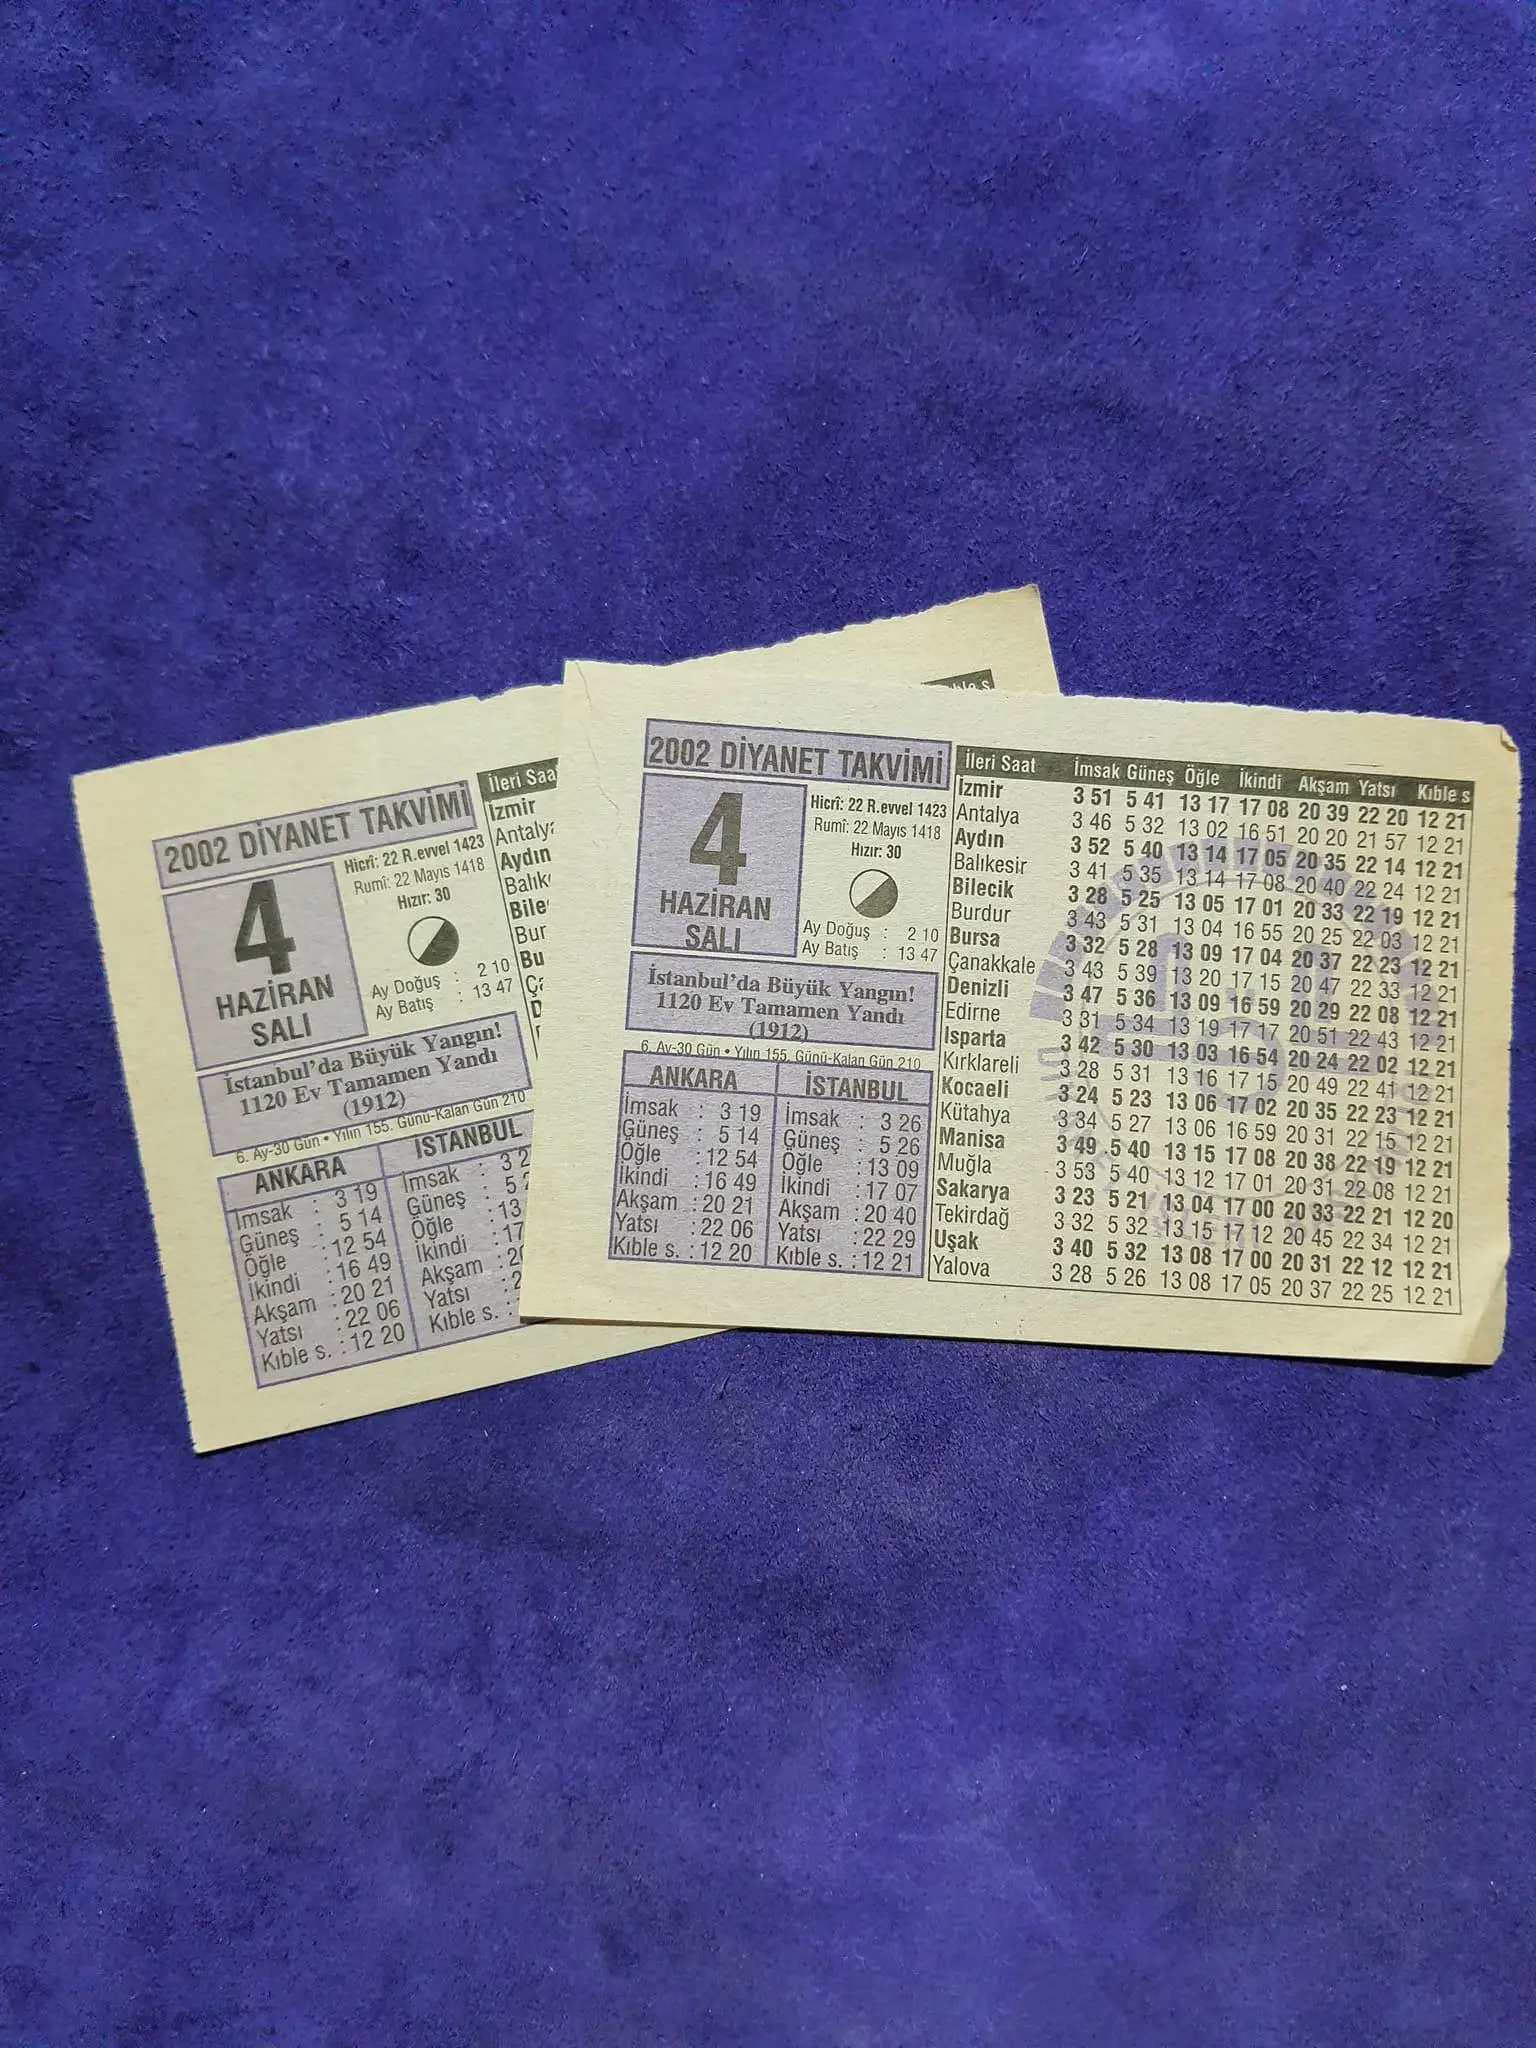 2002 DİYANET TAKVİMİ
4
HAZİRAN
SALI
Hicrî: 22 R.evvel 1423
Rumî: 22 Mayıs 1418
Hızır: 30
Ay Doğuş : 2 10
Ay Batış : 13 47
İstanbul'da Büyük Yangın!
1120 Ev Tamamen Yandı
(1912)
6. Ay-30 Gün • Yılın 155. Günü-Kalan Gün 210
ANKARA
İmsak : 3 19
Güneş : 5 14
Öğle : 12 54
İkindi : 16 49
Akşam : 20 21
Yatsı : 22 06
Kıble s. : 12 20
İSTANBUL
İmsak : 3 2
Güneş : 5 2
Öğle : 13
İkindi : 17
Akşam : 20
Yatsı : 2
Kıble s. :
İleri Saa
İzmir
Antalya
Aydın
Balık
Bile
Bur
Bu
Ça
D
2002 DİYANET TAKVİMİ
4
HAZİRAN
SALI
Hicrî: 22 R.evvel 1423
Rumî: 22 Mayıs 1418
Hızır: 30
Ay Doğuş : 2 10
Ay Batış : 13 47
İstanbul'da Büyük Yangın!
1120 Ev Tamamen Yandı
(1912)
6. Ay-30 Gün • Yılın 155. Günü-Kalan Gün 210
ANKARA
İmsak : 3 19
Güneş : 5 14
Öğle : 12 54
İkindi : 16 49
Akşam : 20 21
Yatsı : 22 06
Kıble s. : 12 20
İSTANBUL
İmsak : 3 26
Güneş : 5 26
Öğle : 13 09
İkindi : 17 07
Akşam : 20 40
Yatsı : 22 29
Kıble s. : 12 21
İleri Saat İmsak Güneş Öğle İkindi Akşam Yatsı Kıble s
İzmir 3 51 5 41 13 17 17 08 20 39 22 20 12 21
Antalya 3 46 5 32 13 02 16 51 20 20 21 57 12 21
Aydın 3 52 5 40 13 14 17 05 20 35 22 14 12 21
Balıkesir 3 41 5 35 13 14 17 08 20 40 22 24 12 21
Bilecik 3 28 5 25 13 05 17 01 20 33 22 19 12 21
Burdur 3 43 5 31 13 04 16 55 20 25 22 03 12 21
Bursa 3 32 5 28 13 09 17 04 20 37 22 23 12 21
Çanakkale 3 43 5 39 13 20 17 15 20 47 22 33 12 21
Denizli 3 47 5 36 13 09 16 59 20 29 22 08 12 21
Edirne 3 31 5 34 13 19 17 17 20 51 22 43 12 21
Isparta 3 42 5 30 13 03 16 54 20 24 22 02 12 21
Kırklareli 3 28 5 31 13 16 17 15 20 49 22 41 12 21
Kocaeli 3 24 5 23 13 06 17 02 20 35 22 23 12 21
Kütahya 3 34 5 27 13 06 16 59 20 31 22 15 12 21
Manisa 3 49 5 40 13 15 17 08 20 38 22 19 12 21
Muğla 3 53 5 40 13 12 17 01 20 31 22 08 12 21
Sakarya 3 23 5 21 13 04 17 00 20 33 22 21 12 20
Tekirdağ 3 32 5 32 13 15 17 12 20 45 22 34 12 21
Uşak 3 40 5 32 13 08 17 00 20 31 22 12 12 21
Yalova 3 28 5 26 13 08 17 05 20 37 22 25 12 21